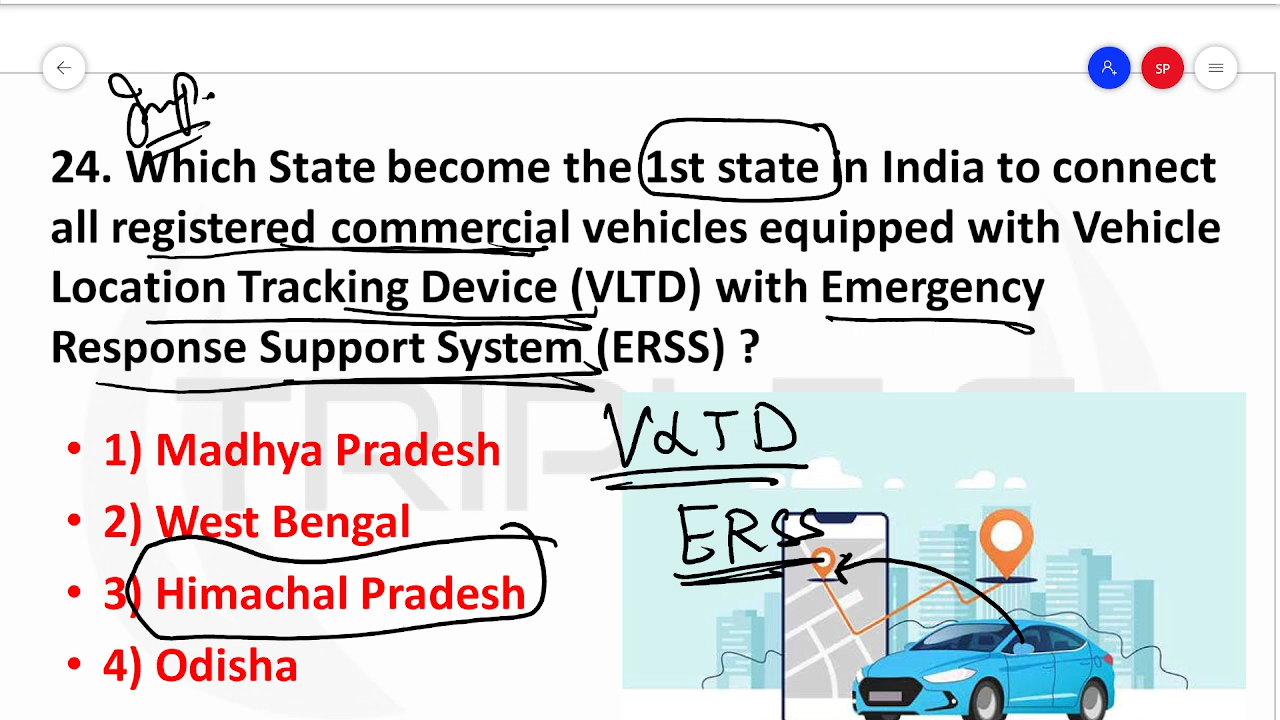 SP
Imp.
24. Which State become the 1st state in India to connect
all registered commercial vehicles equipped with Vehicle
Location Tracking Device (VLTD) with Emergency
Response Support System (ERSS) ?
• 1) Madhya Pradesh
• 2) West Bengal
• 3) Himachal Pradesh
• 4) Odisha
VLTD
ERSS